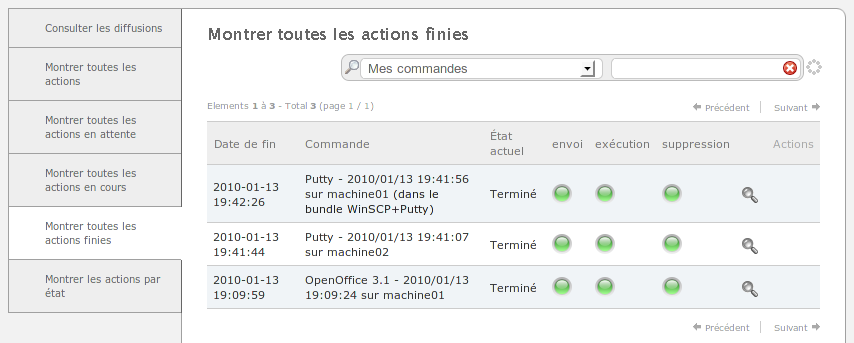 Consulter les diffusions
Montrer toutes les
actions
Montrer toutes les
actions en attente
Montrer toutes les
actions en cours
Montrer toutes les
actions finies
Montrer les actions par
état
Montrer toutes les actions finies
Mes commandes
Elements 1 à 3 - Total 3 (page 1 / 1)
Précédent
Suivant
Date de fin
Commande
État
actuel
envoi
exécution
suppression
Actions
2010-01-13
19:42:26
Putty - 2010/01/13 19:41:56
sur machine01 (dans le
bundle WinSCP+Putty)
Terminé
2010-01-13
19:41:44
Putty - 2010/01/13 19:41:07
sur machine02
Terminé
2010-01-13
19:09:59
OpenOffice 3.1 - 2010/01/13
19:09:24 sur machine01
Terminé
Précédent
Suivant